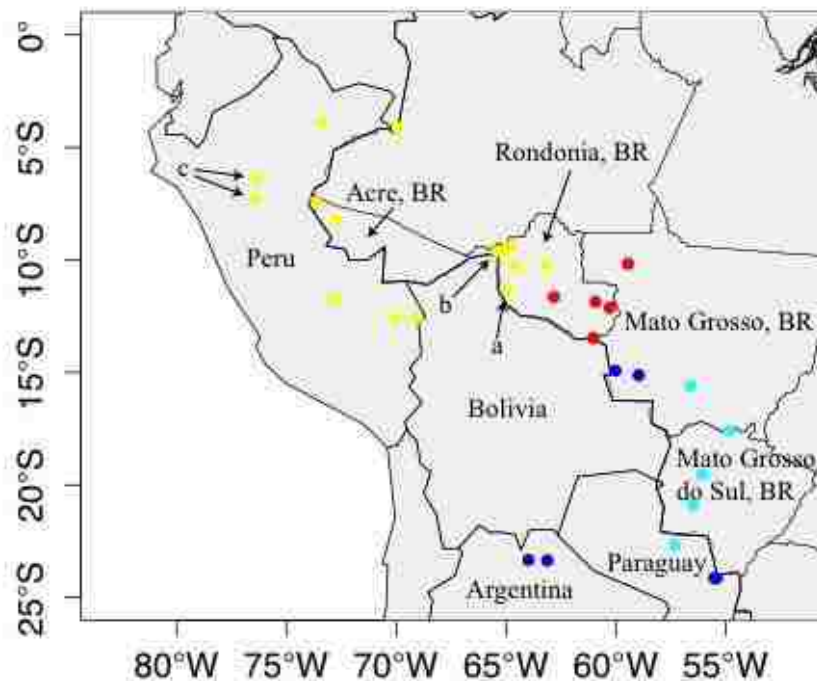 0°
5°S
10°S
15°S
20°S
25°S
Rondonia, BR
c
Acre, BR
Peru
b
a
Mato Grosso, BR
Bolivia
Mato Grosso
do Sul, BR
Paraguay
Argentina
80°W 75°W 70°W 65°W 60°W 55°W